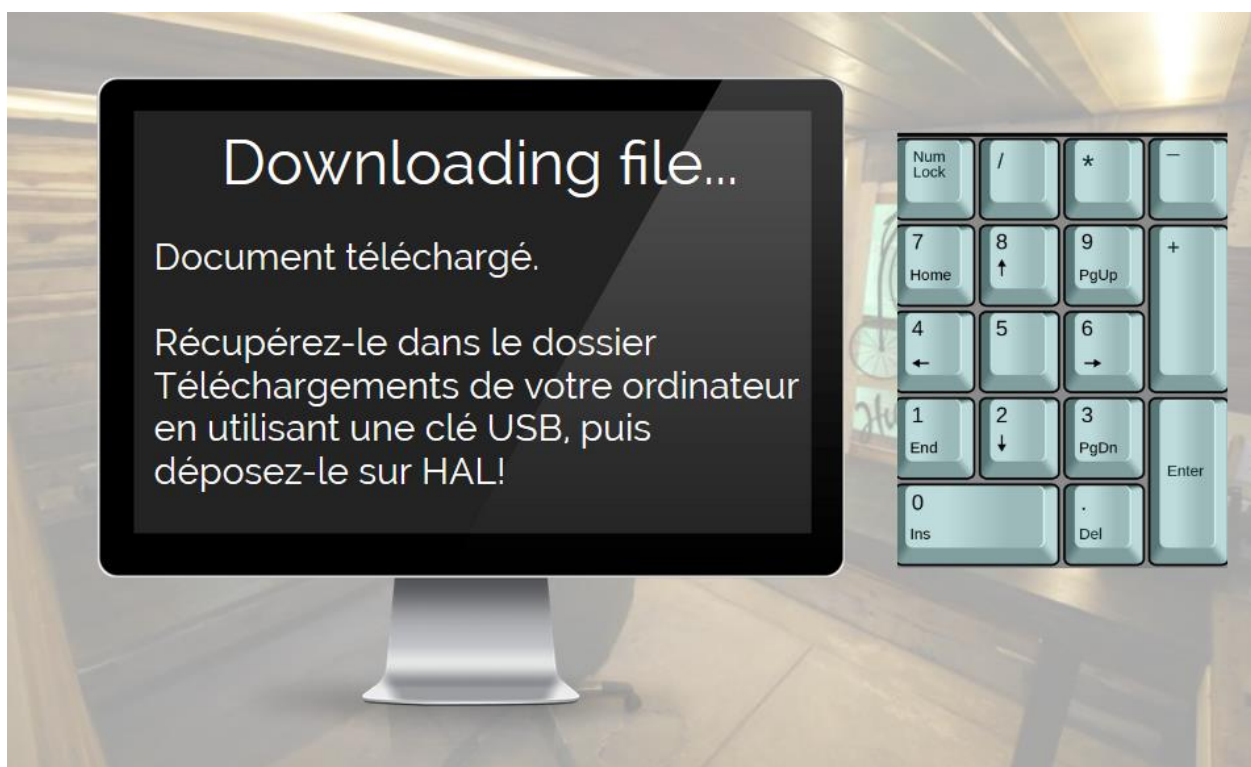 Downloading file...
Document téléchargé.
Récupérez-le dans le dossier
Téléchargements de votre ordinateur
en utilisant une clé USB, puis
déposez-le sur HAL!
Num
Lock
/
*
–
7
Home
8
↑
9
PgUp
+
4
←
5
6
→
1
End
2
↓
3
PgDn
Enter
0
Ins
.
Del